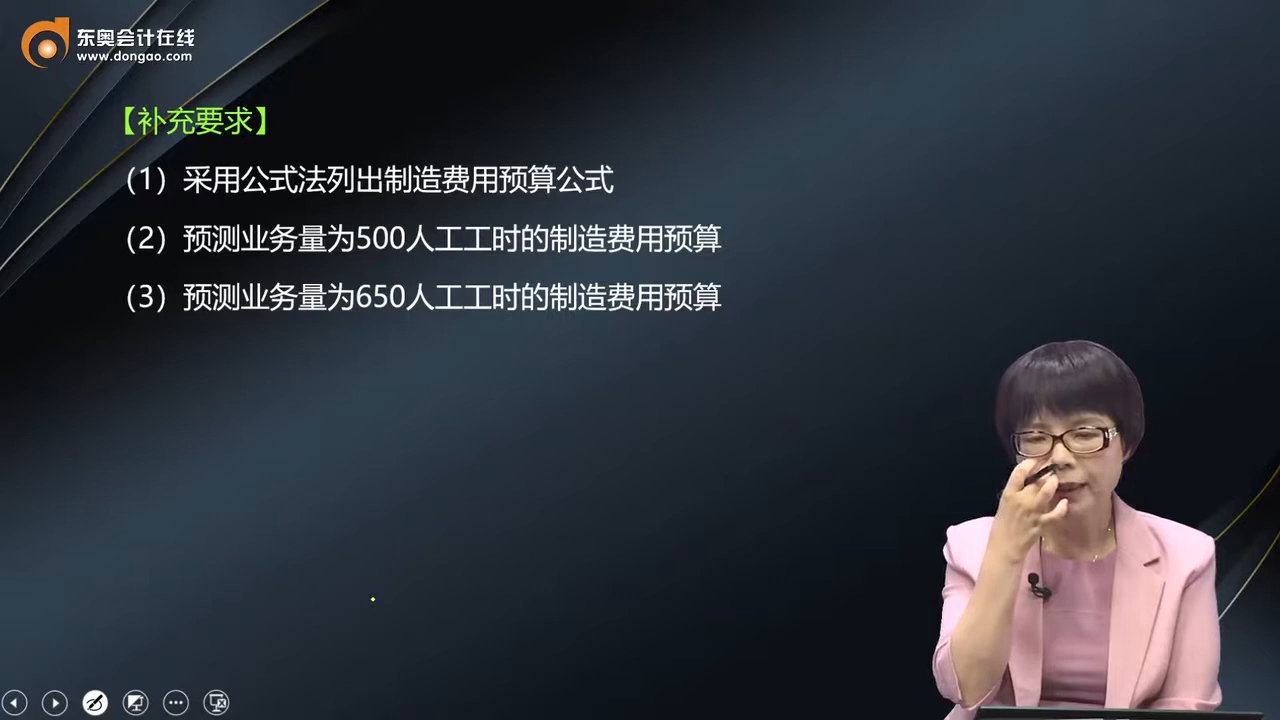 东奥会计在线
www.dongao.com
【补充要求】
（1）采用公式法列出制造费用预算公式
（2）预测业务量为500人工工时的制造费用预算
（3）预测业务量为650人工工时的制造费用预算